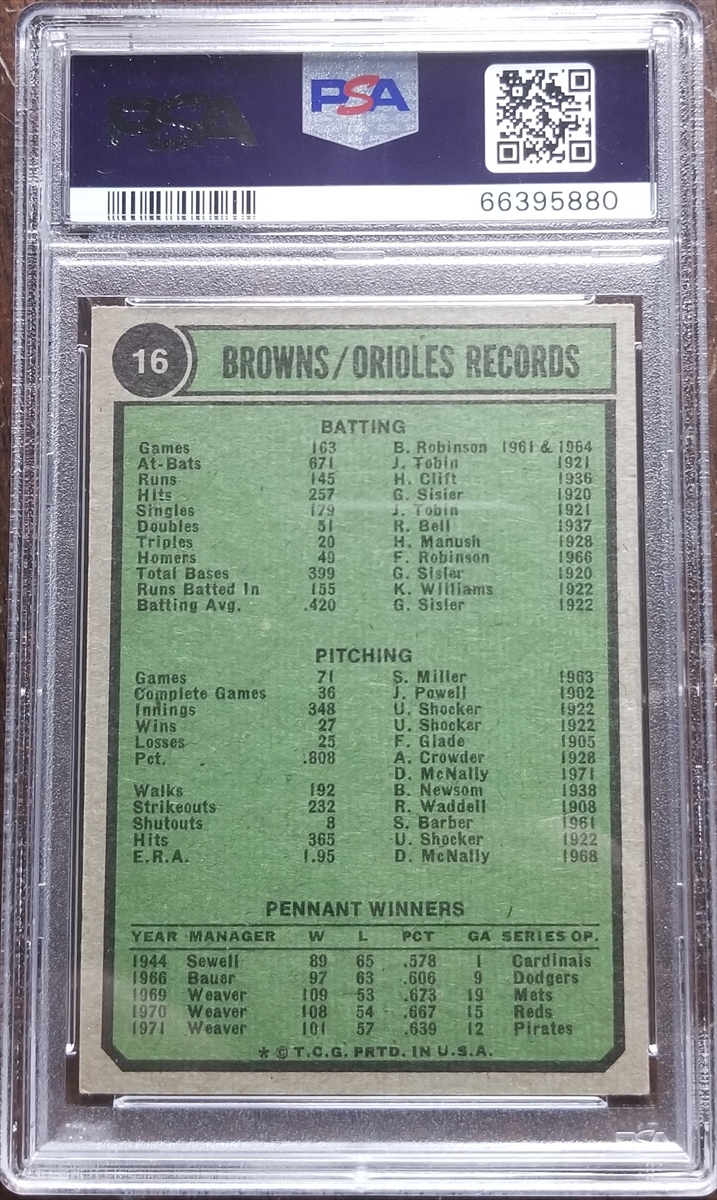 PSA PSA
66395880
16 BROWNS/ORIOLES RECORDS
BATTING
Games 163 B. Robinson 1961 & 1964
At-Bats 671 J. Tobin 1921
Runs 145 H. Clift 1936
Hits 257 G. Sisler 1920
Singles 179 J. Tobin 1921
Doubles 51 R. Bell 1937
Triples 20 H. Manush 1928
Homers 49 F. Robinson 1966
Total Bases 399 G. Sisler 1920
Runs Batted In 155 K. Williams 1922
Batting Avg. .420 G. Sisler 1922
PITCHING
Games 71 S. Miller 1963
Complete Games 36 J. Powell 1902
Innings 348 U. Shocker 1922
Wins 27 U. Shocker 1922
Losses 25 F. Glade 1905
Pct. .808 A. Crowder 1928
D. McNally 1971
Walks 192 B. Newsom 1938
Strikeouts 232 R. Waddell 1908
Shutouts 8 S. Barber 1961
Hits 365 U. Shocker 1922
E.R.A. 1.95 D. McNally 1968
PENNANT WINNERS
YEAR MANAGER W L PCT GA SERIES OP.
1944 Sewell 89 65 .578 1 Cardinals
1966 Bauer 97 63 .606 9 Dodgers
1969 Weaver 109 53 .673 19 Mets
1970 Weaver 108 54 .667 15 Reds
1971 Weaver 101 57 .639 12 Pirates
* © T.C.G. PRTD. IN U.S.A.
PSA